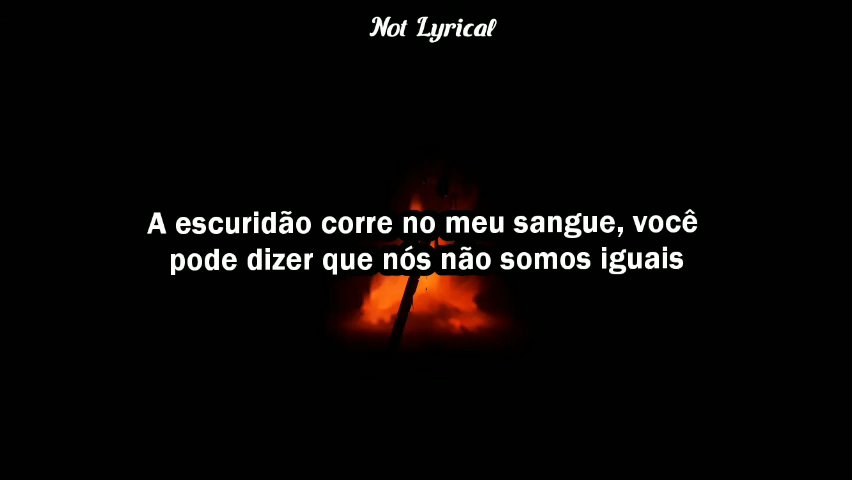 Not Lyrical
A escuridão corre no meu sangue, você
pode dizer que nós não somos iguais